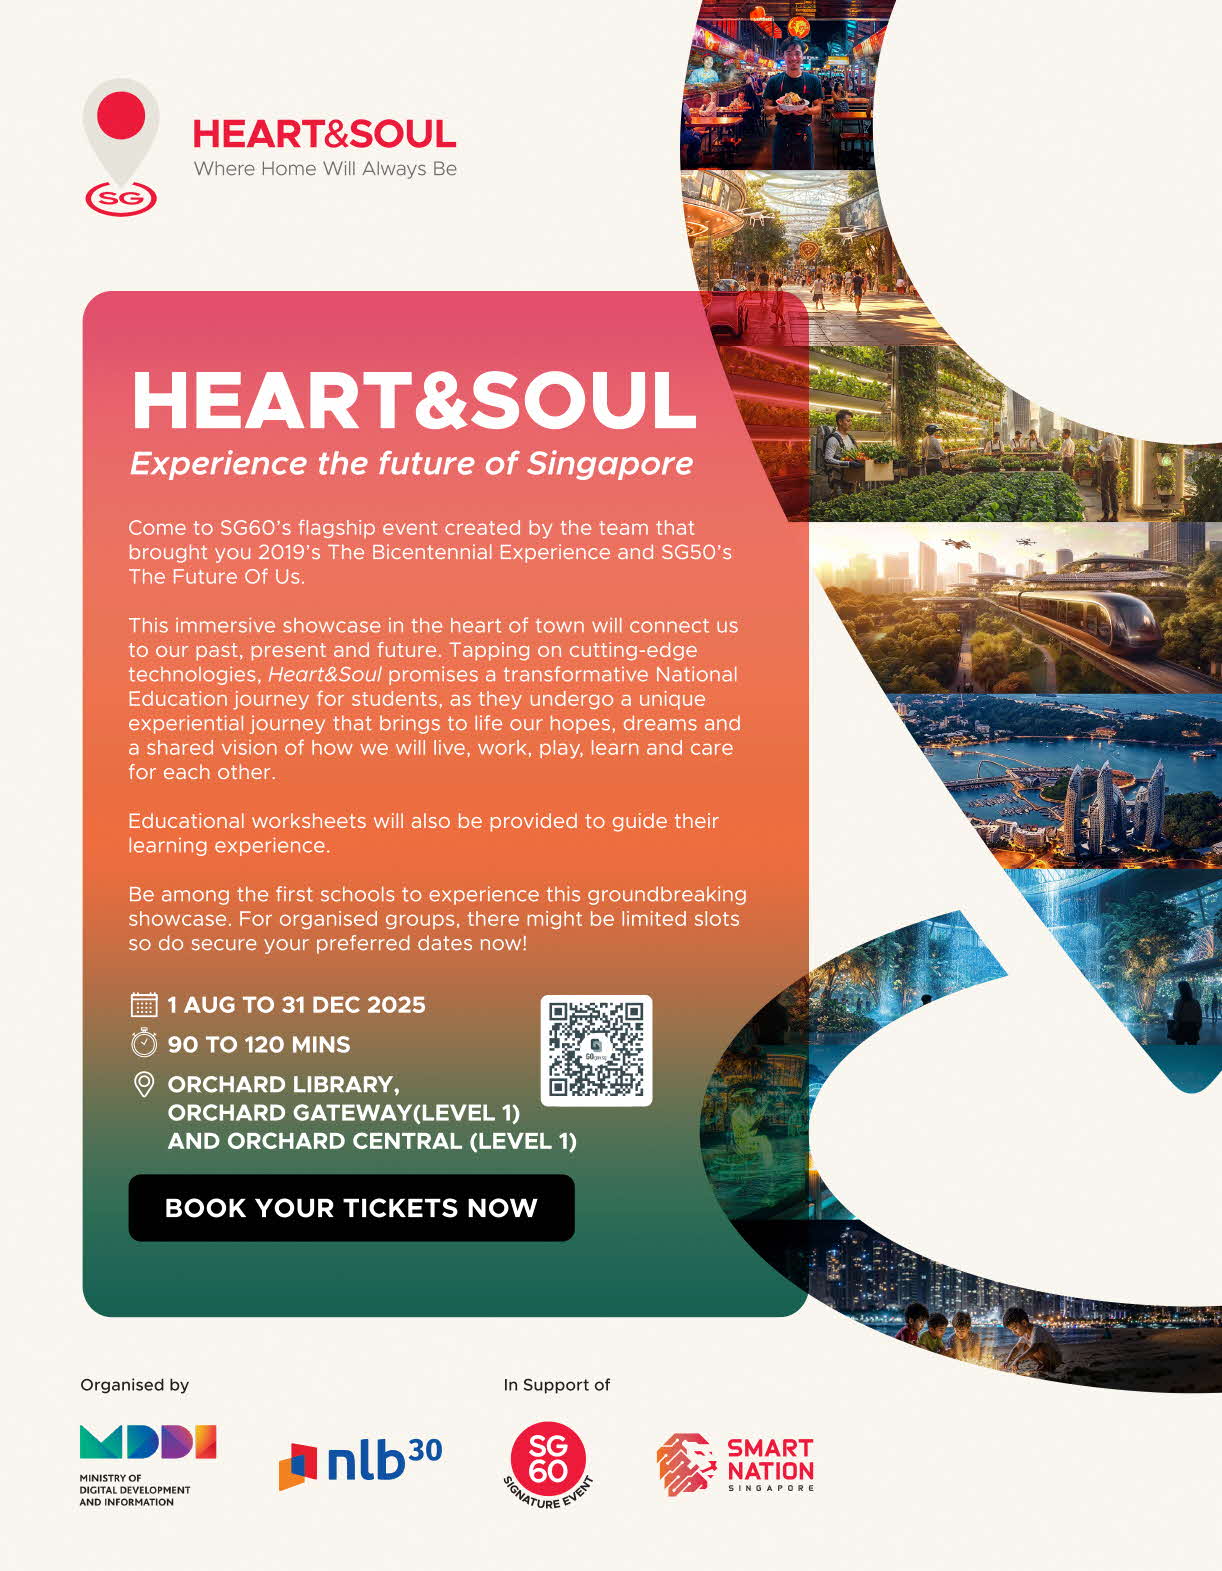 HEART&SOUL
Where Home Will Always Be
SG
HEART&SOUL
Experience the future of Singapore
Come to SG60's flagship event created by the team that
brought you 2019's The Bicentennial Experience and SG50's
The Future Of Us.
This immersive showcase in the heart of town will connect us
to our past, present and future. Tapping on cutting-edge
technologies, Heart&Soul promises a transformative National
Education journey for students, as they undergo a unique
experiential journey that brings to life our hopes, dreams and
a shared vision of how we will live, work, play, learn and care
for each other.
Educational worksheets will also be provided to guide their
learning experience.
Be among the first schools to experience this groundbreaking
showcase. For organised groups, there might be limited slots
so do secure your preferred dates now!
1 AUG TO 31 DEC 2025
90 TO 120 MINS
ORCHARD LIBRARY,
ORCHARD GATEWAY(LEVEL 1)
AND ORCHARD CENTRAL (LEVEL 1)
GOgovsg
BOOK YOUR TICKETS NOW
Organised by
In Support of
MDDI
MINISTRY OF
DIGITAL DEVELOPMENT
AND INFORMATION
nlb30
SG
60
SIGNATURE EVENT
SMART
NATION
SINGAPORE